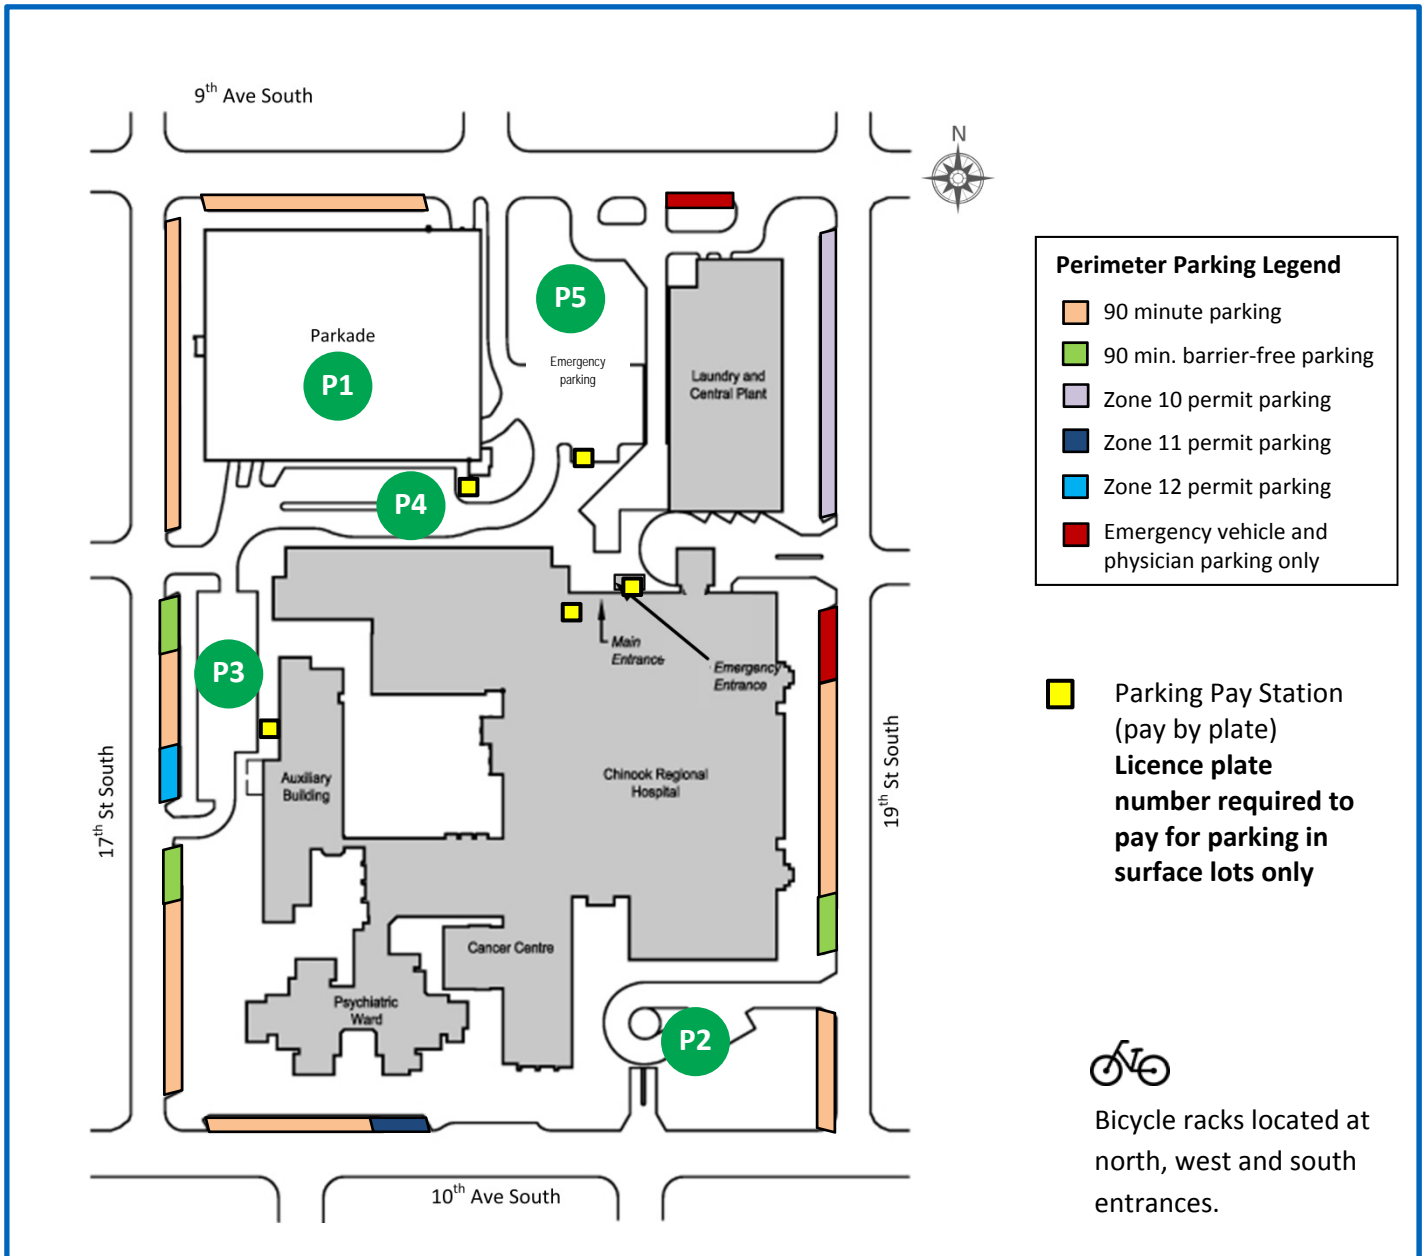 9th Ave South
N
Perimeter Parking Legend
90 minute parking
90 min. barrier-free parking
Zone 10 permit parking
Zone 11 permit parking
Zone 12 permit parking
Emergency vehicle and
physician parking only
P5
Parkade
P1
Emergency
parking
Laundry and
Central Plant
P4
Main
Entrance
Emergency
Entrance
P3
Parking Pay Station
(pay by plate)
Licence plate
number required to
pay for parking in
surface lots only
17th St South
Auxiliary
Building
Chinook Regional
Hospital
19th St South
Cancer Centre
Psychiatric
Ward
P2
Bicycle racks located at
north, west and south
entrances.
10th Ave South